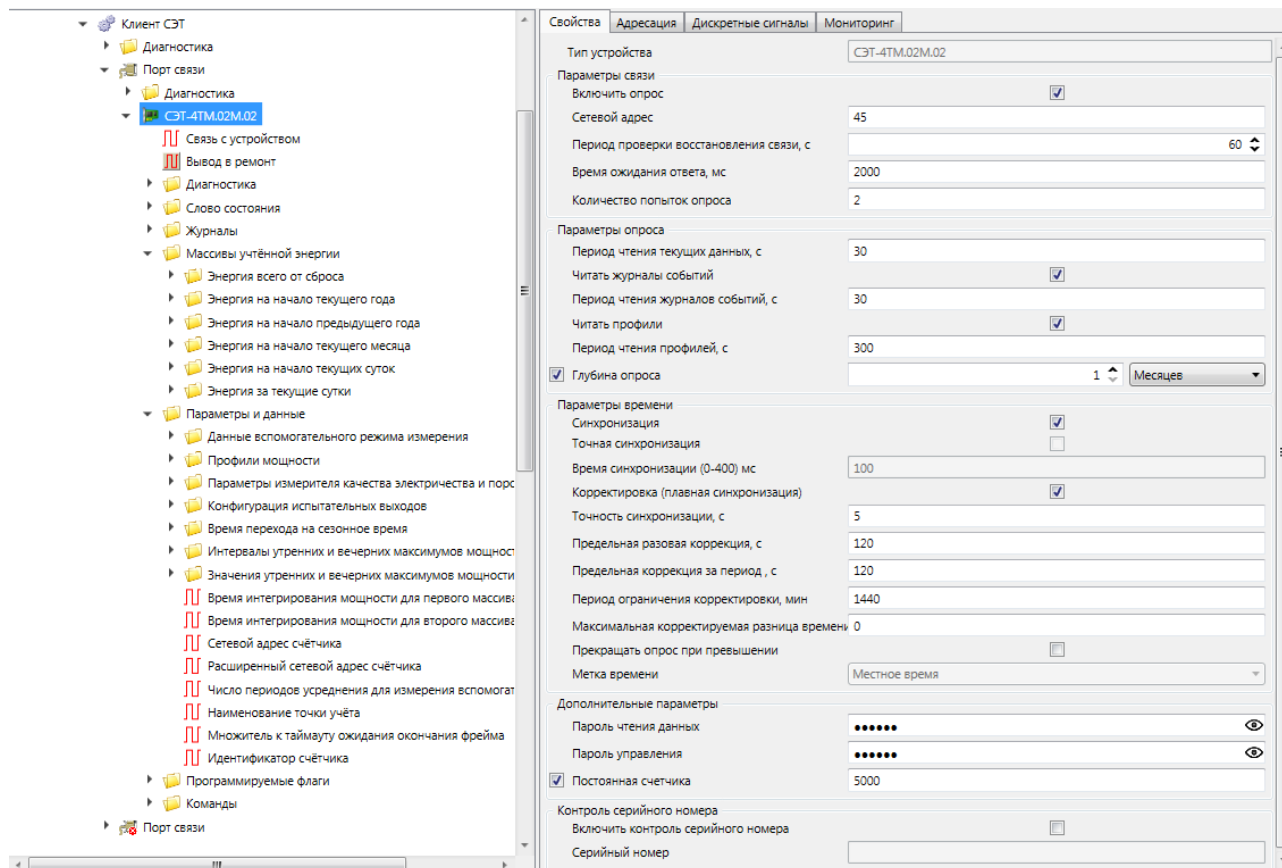 Клиент СЭТ
Диагностика
Порт связи
Диагностика
СЭТ-4ТМ.02М.02
Связь с устройством
Вывод в ремонт
Диагностика
Слово состояния
Журналы
Массивы учтённой энергии
Энергия всего от сброса
Энергия на начало текущего года
Энергия на начало предыдущего года
Энергия на начало текущего месяца
Энергия на начало текущих суток
Энергия за текущие сутки
Параметры и данные
Данные вспомогательного режима измерения
Профили мощности
Параметры измерителя качества электричества и поро
Конфигурация испытательных выходов
Время перехода на сезонное время
Интервалы утренних и вечерних максимумов мощност
Значения утренних и вечерних максимумов мощности
Время интегрирования мощности для первого массива
Время интегрирования мощности для второго массива
Сетевой адрес счётчика
Расширенный сетевой адрес счётчика
Число периодов усреднения для измерения вспомогат
Наименование точки учёта
Множитель к таймауту ожидания окончания фрейма
Идентификатор счётчика
Программируемые флаги
Команды
Порт связи
Свойства Адресация Дискретные сигналы Мониторинг
Тип устройства СЭТ-4ТМ.02М.02
Параметры связи
Включить опрос
Сетевой адрес 45
Период проверки восстановления связи, с 60
Время ожидания ответа, мс 2000
Количество попыток опроса 2
Параметры опроса
Период чтения текущих данных, с 30
Читать журналы событий
Период чтения журналов событий, с 30
Читать профили
Период чтения профилей, с 300
Глубина опроса 1 Месяцев
Параметры времени
Синхронизация
Точная синхронизация
Время синхронизации (0-400) мс 100
Корректировка (плавная синхронизация)
Точность синхронизации, с 5
Предельная разовая коррекция, с 120
Предельная коррекция за период , с 120
Период ограничения корректировки, мин 1440
Максимальная корректируемая разница времени 0
Прекращать опрос при превышении
Метка времени Местное время
Дополнительные параметры
Пароль чтения данных ••••••
Пароль управления ••••••
Постоянная счетчика 5000
Контроль серийного номера
Включить контроль серийного номера
Серийный номер